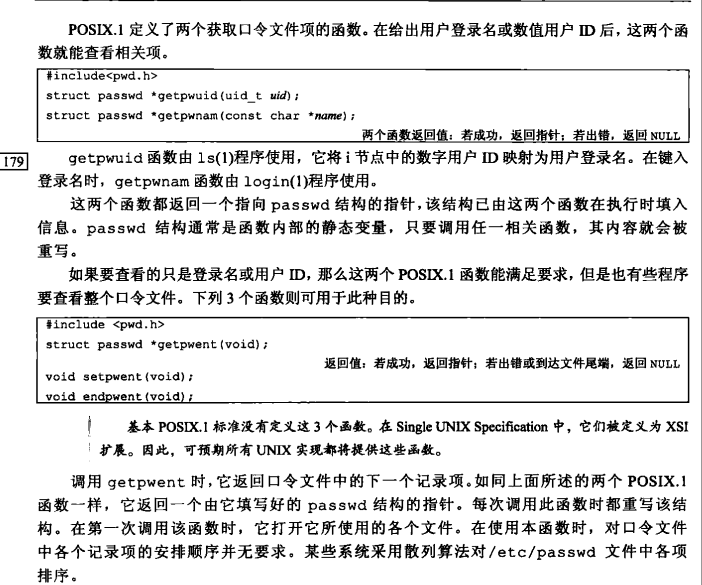 POSIX.1 定义了两个获取口令文件项的函数。在给出用户登录名或数值用户 ID 后，这两个函
数就能查看相关项。
#include<pwd.h>
struct passwd *getpwuid(uid_t uid);
struct passwd *getpwnam(const char *name);
两个函数返回值：若成功，返回指针；若出错，返回 NULL
179
getpwuid 函数由 ls(1)程序使用，它将 i 节点中的数字用户 ID 映射为用户登录名。在键入
登录名时，getpwnam 函数由 login(1)程序使用。
这两个函数都返回一个指向 passwd 结构的指针，该结构已由这两个函数在执行时填入
信息。passwd 结构通常是函数内部的静态变量，只要调用任一相关函数，其内容就会被
重写。
如果要查看的只是登录名或用户 ID，那么这两个 POSIX.1 函数能满足要求，但是也有些程序
要查看整个口令文件。下列 3 个函数则可用于此种目的。
#include <pwd.h>
struct passwd *getpwent(void);
返回值：若成功，返回指针；若出错或到达文件尾端，返回 NULL
void setpwent(void);
void endpwent(void);
基本 POSIX.1 标准没有定义这 3 个函数。在 Single UNIX Specification 中，它们被定义为 XSI
扩展。因此，可预期所有 UNIX 实现都将提供这些函数。
调用 getpwent 时，它返回口令文件中的下一个记录项。如同上面所述的两个 POSIX.1
函数一样，它返回一个由它填写好的 passwd 结构的指针。每次调用此函数时都重写该结
构。在第一次调用该函数时，它打开它所使用的各个文件。在使用本函数时，对口令文件
中各个记录项的安排顺序并无要求。某些系统采用散列算法对/etc/passwd 文件中各项
排序。